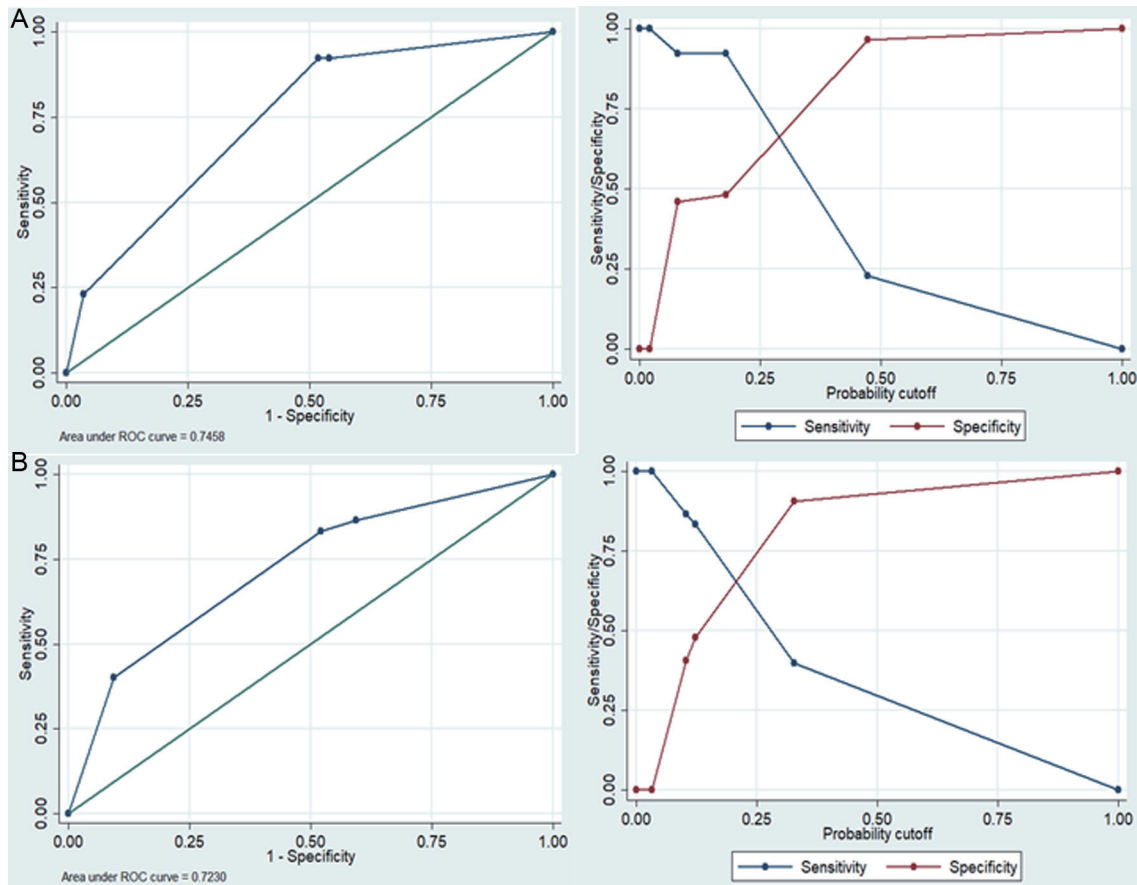 A
Sensitivity
1.00
0.75
0.50
0.25
0.00
0.00 0.25 0.50 0.75 1.00
1 - Specificity
Area under ROC curve = 0.7458
Sensitivity/Specificity
1.00
0.75
0.50
0.25
0.00
0.00 0.25 0.50 0.75 1.00
Probability cutoff
Sensitivity Specificity
B
Sensitivity
1.00
0.75
0.50
0.25
0.00
0.00 0.25 0.50 0.75 1.00
1 - Specificity
Area under ROC curve = 0.7230
Sensitivity/Specificity
1.00
0.75
0.50
0.25
0.00
0.00 0.25 0.50 0.75 1.00
Probability cutoff
Sensitivity Specificity